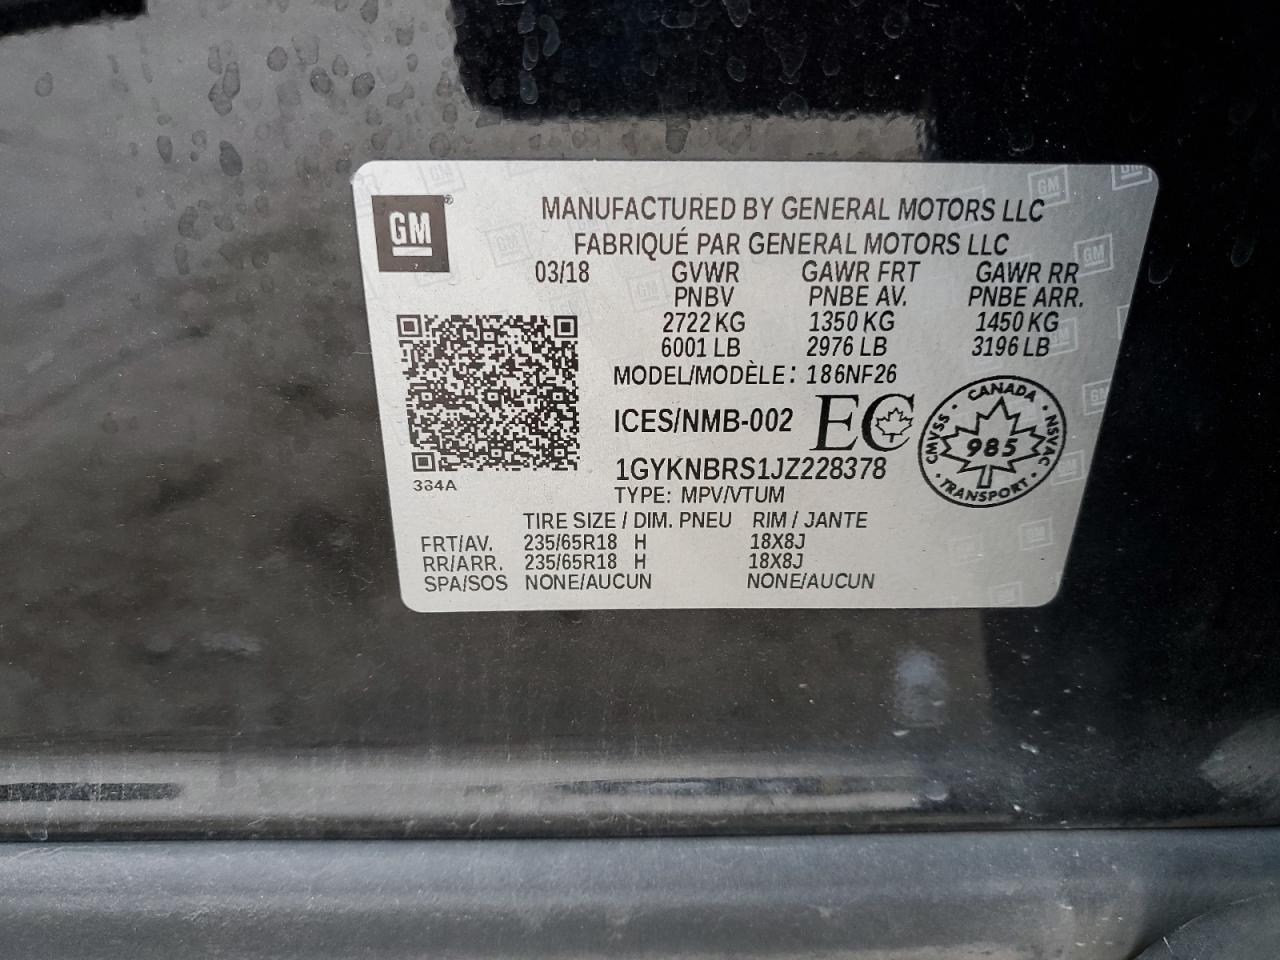 GM®
MANUFACTURED BY GENERAL MOTORS LLC
FABRIQUÉ PAR GENERAL MOTORS LLC
03/18 GVWR GAWR FRT GAWR RR
PNBV PNBE AV. PNBE ARR.
2722 KG 1350 KG 1450 KG
6001 LB 2976 LB 3196 LB
MODEL/MODÈLE: 186NF26
ICES/NMB-002 EC
CANADA
CMVSS 985 NSVAC
TRANSPORT
1GYKNBRS1JZ228378
384A
TYPE: MPV/VTUM
TIRE SIZE / DIM. PNEU RIM / JANTE
FRT/AV. 235/65R18 H 18X8J
RR/ARR. 235/65R18 H 18X8J
SPA/SOS NONE/AUCUN NONE/AUCUN